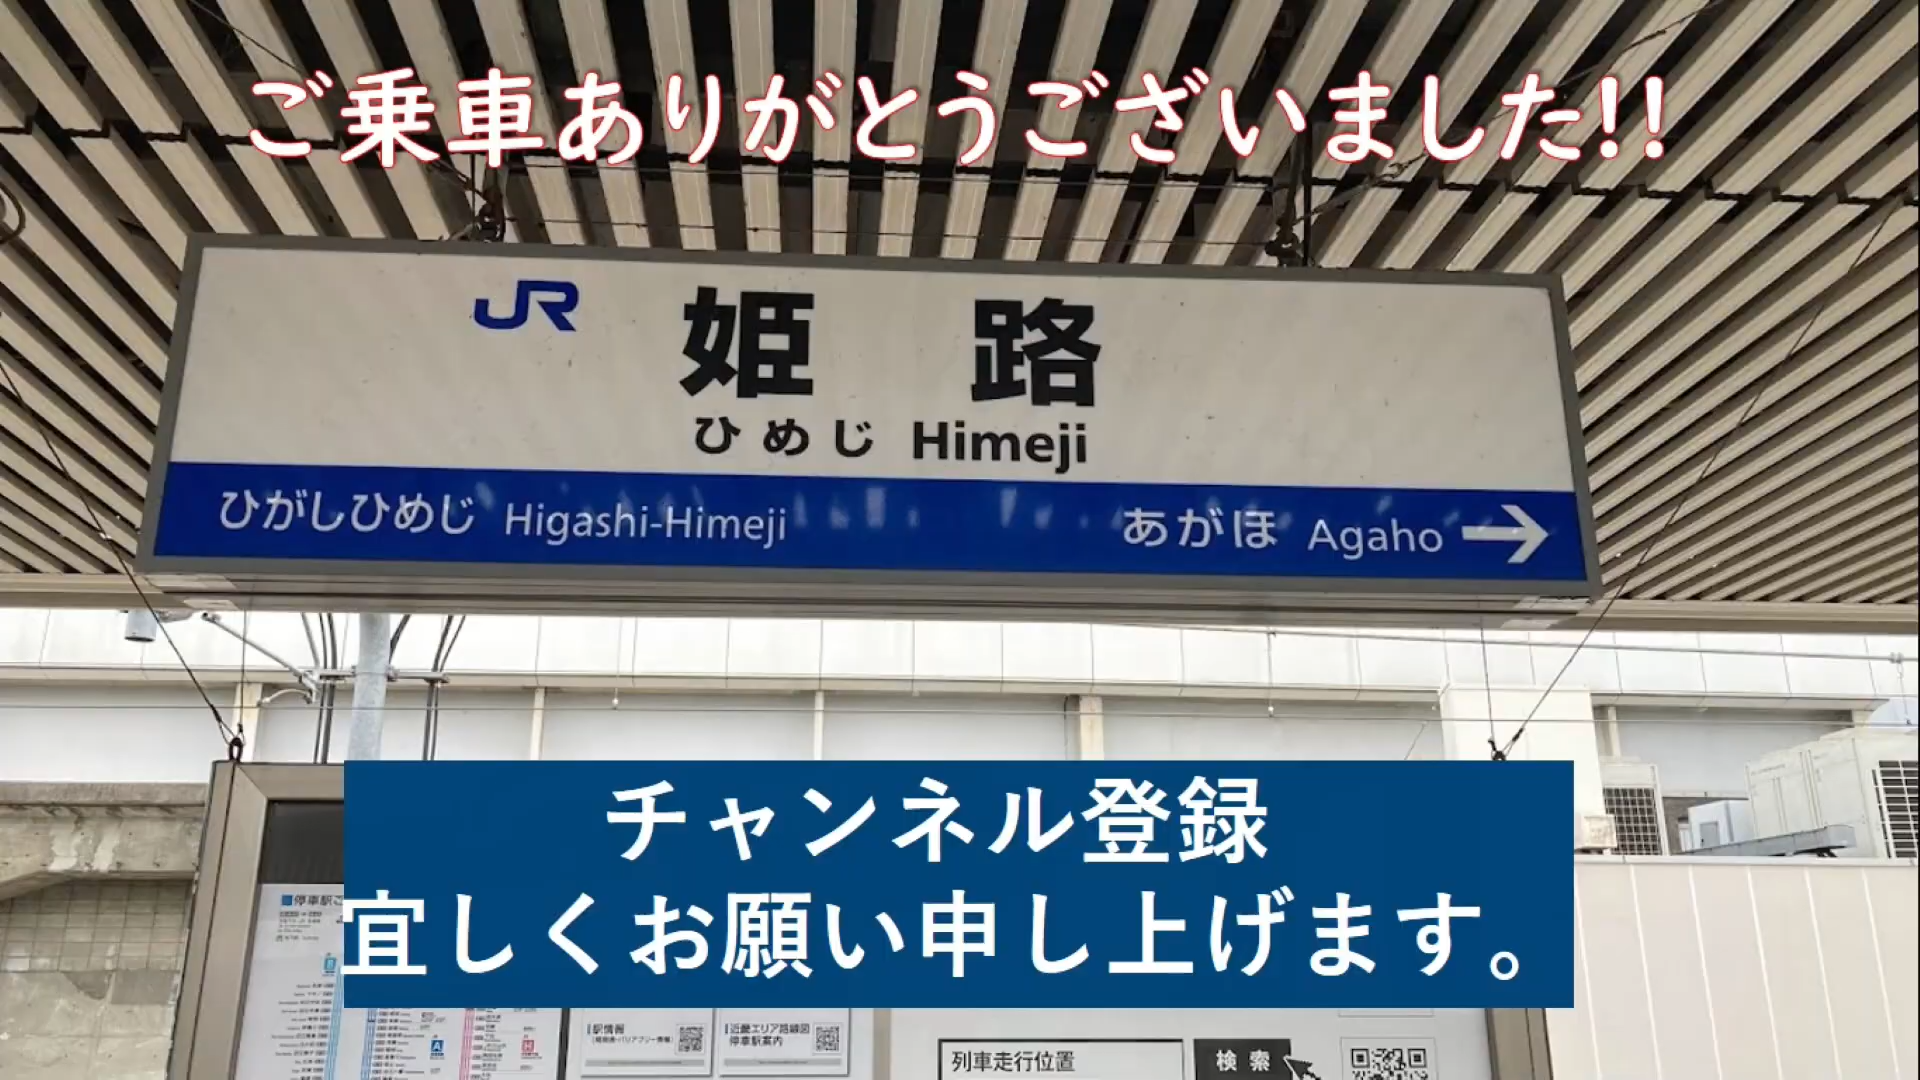 ご乗車ありがとうございました!!
JR 姫路
ひめじ Himeji
ひがしひめじ Higashi-Himeji あがほ Agaho →
チャンネル登録
宜しくお願い申し上げます。
停車駅ご
駅情報
近畿エリア路線図
停車駅案内
列車走行位置 検索